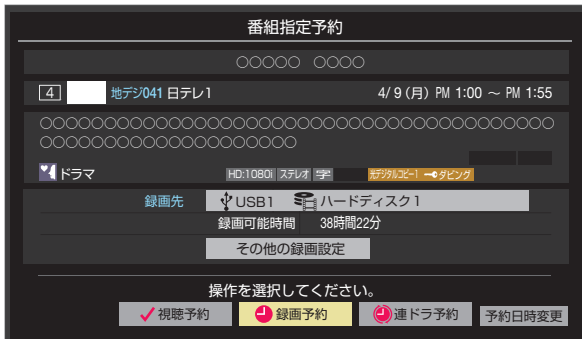 番組指定予約
○○○○○ ○○○○
4 地デジ041 日テレ1 4/ 9 (月) PM 1:00 ～ PM 1:55
○○○○○○○○○○○○○○○○○○○○○○○○○○○○○○○○○○○○○○○○
○○○○○○○○○○○○○○○○○○○○
ドラマ HD:1080i ステレオ 字 光デジタルコピー1 ダビング
録画先 USB1 ハードディスク1
録画可能時間 38時間22分
その他の録画設定
操作を選択してください。
視聴予約 録画予約 連ドラ予約 予約日時変更